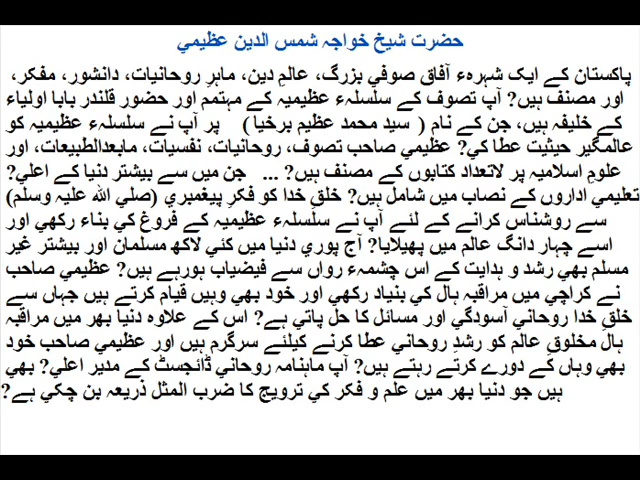 حضرت شيخ خواجہ شمس الدين عظيمي
پاکستان کے ايک شہرہء آفاق صوفي بزرگ، عالمِ دين، ماہرِ روحانيات، دانشور، مفکر،
اور مصنف ہيں? آپ تصوف کے سلسلہء عظيميہ کے مہتمم اور حضور قلندر بابا اولياء
کے خليفہ ہيں، جن کے نام ( سيد محمد عظيم برخيا ) پر آپ نے سلسلہء عظيميہ کو
عالمگير حيثيت عطا کي? عظيمي صاحب تصوف، روحانيات، نفسيات، مابعدالطبيعات، اور
علومِ اسلاميہ پر لاتعداد کتابوں کے مصنف ہيں? ... جن ميں سے بيشتر دنيا کے اعلي?
تعليمي اداروں کے نصاب ميں شامل ہيں? خلقِ خدا کو فکرِ پيغمبري (صلي الله عليہ وسلم)
سے روشناس کرانے کے لئے آپ نے سلسلہء عظيميہ کے فروغ کي بناء رکھي اور
اسے چہار دانگ عالم ميں پھيلايا? آج پوري دنيا ميں کئي لاکھ مسلمان اور بيشتر غير
مسلم بھي رشد و ہدايت کے اس چشمہء رواں سے فيضياب ہورہے ہيں? عظيمي صاحب
نے کراچي ميں مراقبہ ہال کي بنياد رکھي اور خود بھي وہيں قيام کرتے ہيں جہاں سے
خلقِ خدا روحاني آسودگي اور مسائل کا حل پاتي ہے? اس کے علاوہ دنيا بھر ميں مراقبہ
ہال مخلوقِ عالم کو رشدِ روحاني عطا کرنے کيلئے سرگرم ہيں اور عظيمي صاحب خود
بھي وہاں کے دورے کرتے رہتے ہيں? آپ ماہنامہ روحاني ڈائجسٹ کے مدير اعلي? بھي
ہيں جو دنيا بھر ميں علم و فکر کي ترويج کا ضرب المثل ذريعہ بن چکي ہے?